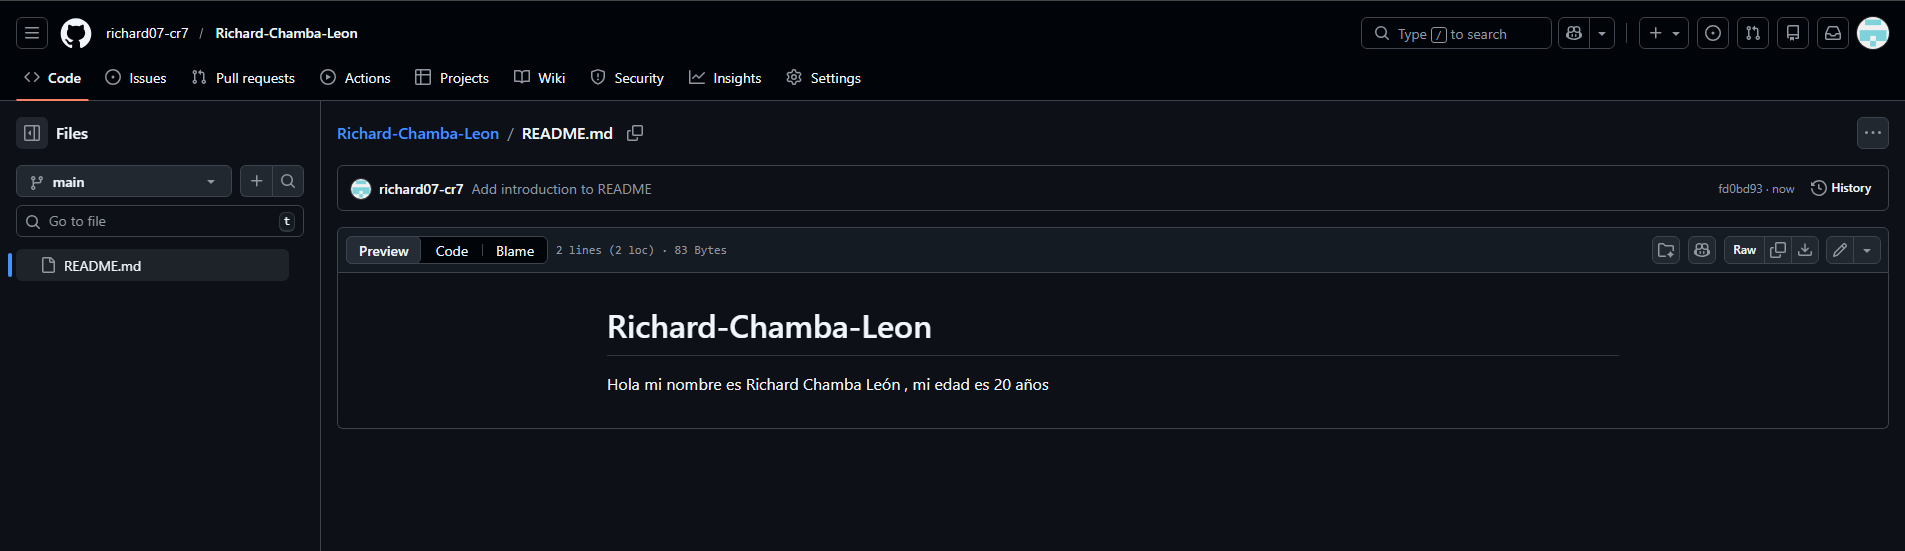 richard07-cr7 / Richard-Chamba-Leon
Type / to search
Code Issues Pull requests Actions Projects Wiki Security Insights Settings
Files
main
Go to file t
README.md
Richard-Chamba-Leon / README.md
richard07-cr7 Add introduction to README
fd0bd93 · now History
Preview Code Blame 2 lines (2 loc) · 83 Bytes
Raw
Richard-Chamba-Leon
Hola mi nombre es Richard Chamba León , mi edad es 20 años